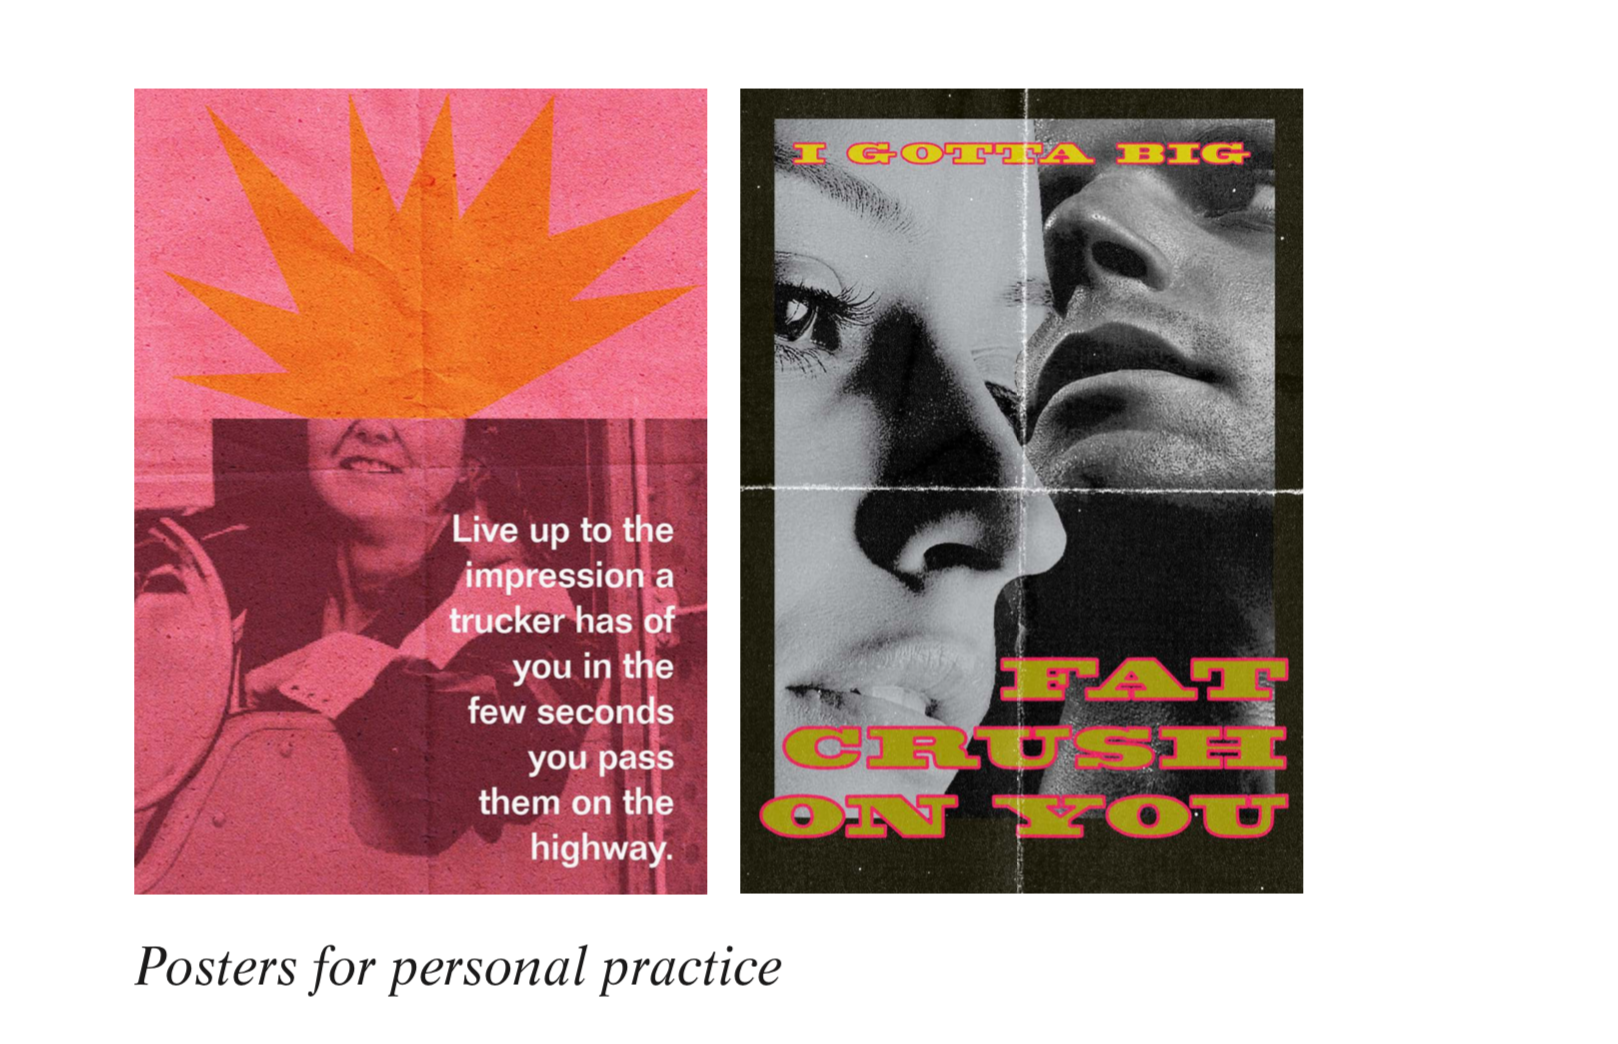 Live up to the
impression a
trucker has of
you in the
few seconds
you pass
them on the
highway.
I GOTTA BIG
FAT
CRUSH
ON YOU
Posters for personal practice